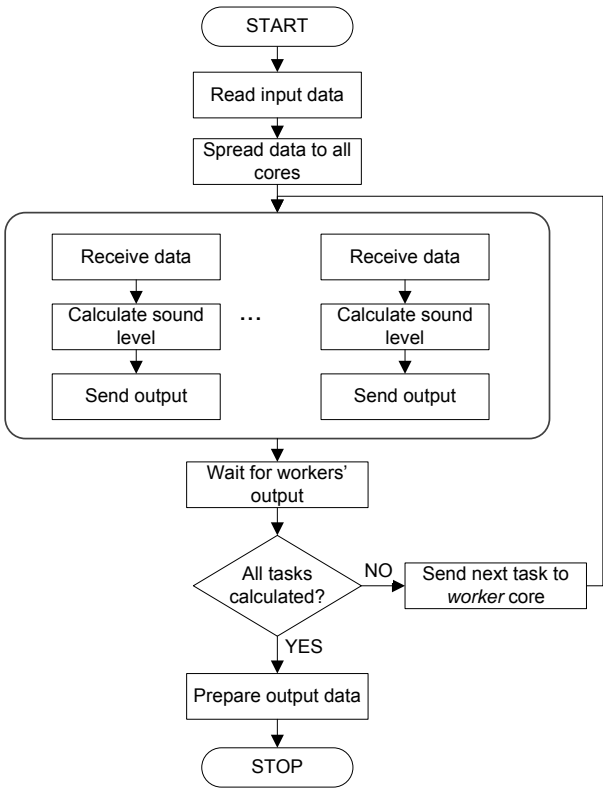 START
Read input data
Spread data to all
cores
Receive data
Calculate sound
level
Send output
...
Receive data
Calculate sound
level
Send output
Wait for workers'
output
All tasks
calculated?
NO
Send next task to
worker core
YES
Prepare output data
STOP